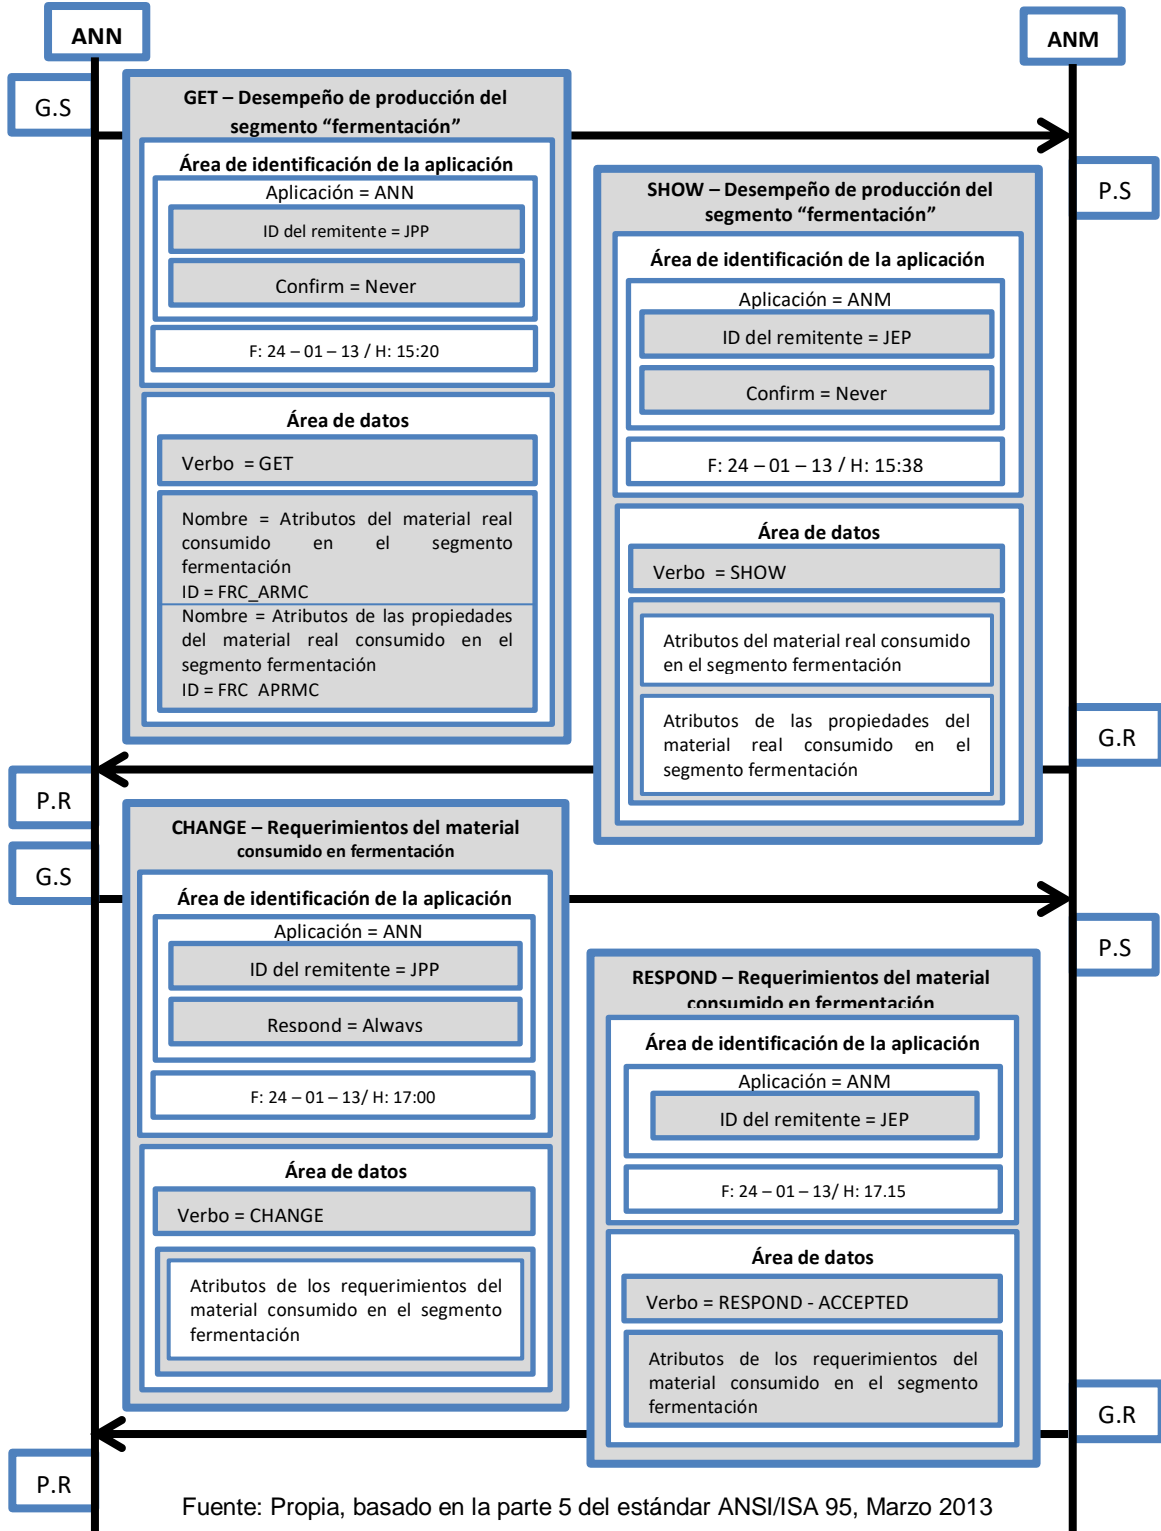 ANN
ANM
G.S
GET – Desempeño de producción del
segmento “fermentación”
Área de identificación de la aplicación
Aplicación = ANN
ID del remitente = JPP
Confirm = Never
F: 24 – 01 – 13 / H: 15:20
Área de datos
Verbo = GET
Nombre = Atributos del material real
consumido en el segmento
fermentación
ID = FRC_ARMC
Nombre = Atributos de las propiedades
del material real consumido en el
segmento fermentación
ID = FRC_APRMC
P.S
SHOW – Desempeño de producción del
segmento “fermentación”
Área de identificación de la aplicación
Aplicación = ANM
ID del remitente = JEP
Confirm = Never
F: 24 – 01 – 13 / H: 15:38
Área de datos
Verbo = SHOW
Atributos del material real consumido
en el segmento fermentación
Atributos de las propiedades del
material real consumido en el
segmento fermentación
G.R
P.R
G.S
CHANGE – Requerimientos del material
consumido en fermentación
Área de identificación de la aplicación
Aplicación = ANN
ID del remitente = JPP
Respond = Always
F: 24 – 01 – 13/ H: 17:00
Área de datos
Verbo = CHANGE
Atributos de los requerimientos del
material consumido en el segmento
fermentación
P.S
RESPOND – Requerimientos del material
consumido en fermentación
Área de identificación de la aplicación
Aplicación = ANM
ID del remitente = JEP
F: 24 – 01 – 13/ H: 17.15
Área de datos
Verbo = RESPOND - ACCEPTED
Atributos de los requerimientos del
material consumido en el segmento
fermentación
G.R
P.R
Fuente: Propia, basado en la parte 5 del estándar ANSI/ISA 95, Marzo 2013